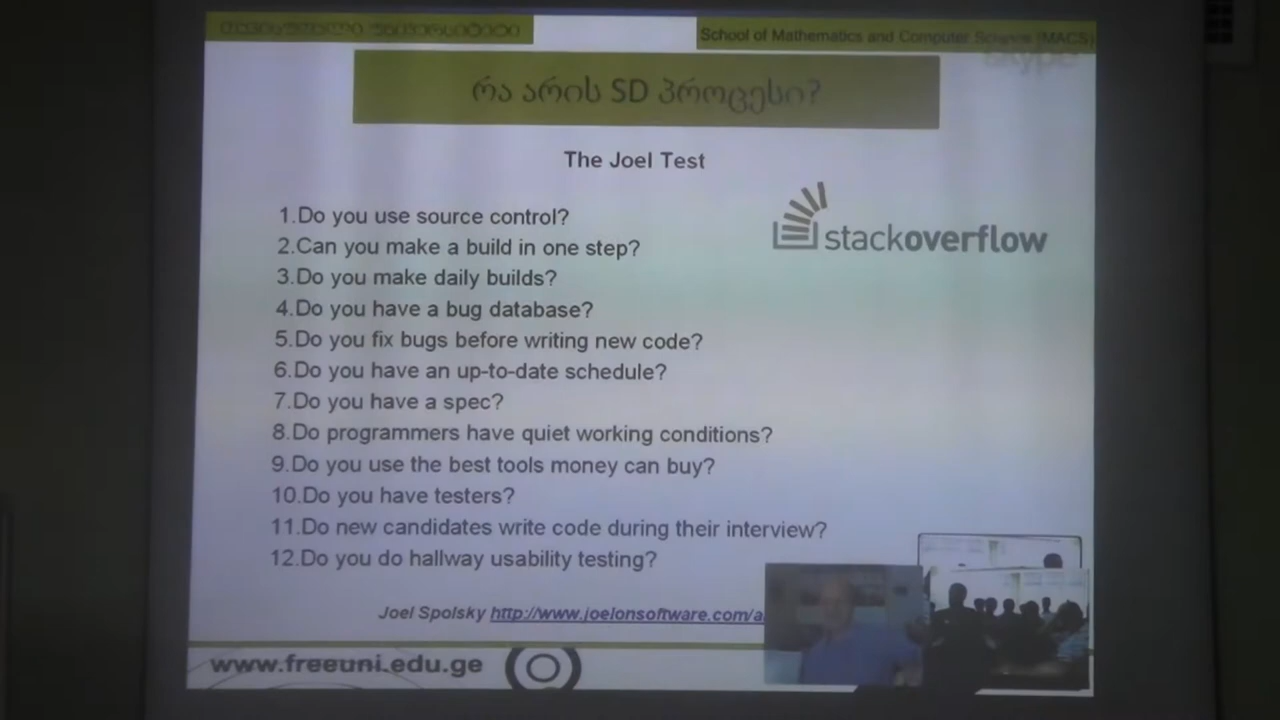 თავისუფალი უნივერსიტეტი
School of Mathematics and Computer Science (MACS)
skype
რა არის SD პროცესი?
The Joel Test
stackoverflow
1.Do you use source control?
2.Can you make a build in one step?
3.Do you make daily builds?
4.Do you have a bug database?
5.Do you fix bugs before writing new code?
6.Do you have an up-to-date schedule?
7.Do you have a spec?
8.Do programmers have quiet working conditions?
9.Do you use the best tools money can buy?
10.Do you have testers?
11.Do new candidates write code during their interview?
12.Do you do hallway usability testing?
Joel Spolsky http://www.joelonsoftware.com/a
www.freeuni.edu.ge